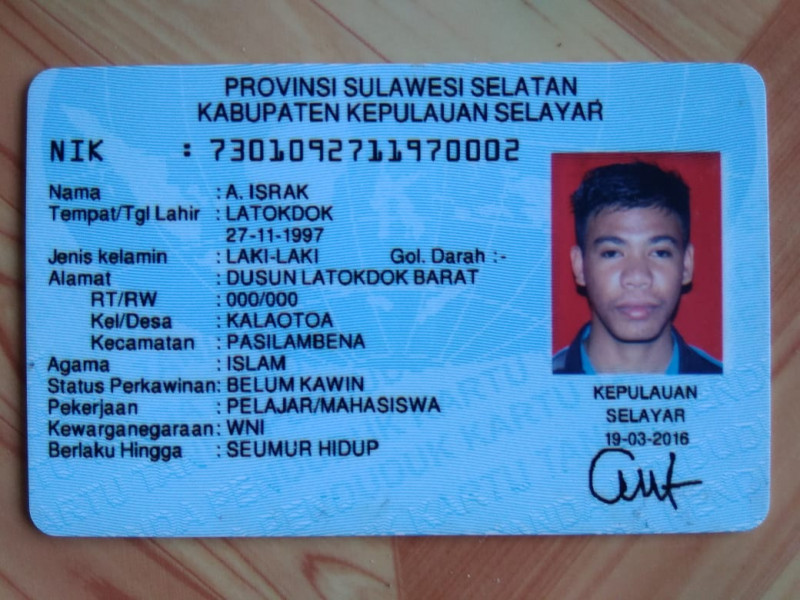 PROVINSI SULAWESI SELATAN
KABUPATEN KEPULAUAN SELAYAR
NIK : 7301092711970002
Nama : A. ISRAK
Tempat/Tgl Lahir : LATOKDOK
27-11-1997
Jenis kelamin : LAKI-LAKI Gol. Darah :-
Alamat : DUSUN LATOKDOK BARAT
RT/RW : 000/000
Kel/Desa : KALAOTOA
Kecamatan : PASILAMBENA
Agama : ISLAM
Status Perkawinan: BELUM KAWIN
Pekerjaan : PELAJAR/MAHASISWA
Kewarganegaraan: WNI
Berlaku Hingga : SEUMUR HIDUP
KEPULAUAN
SELAYAR
19-03-2016